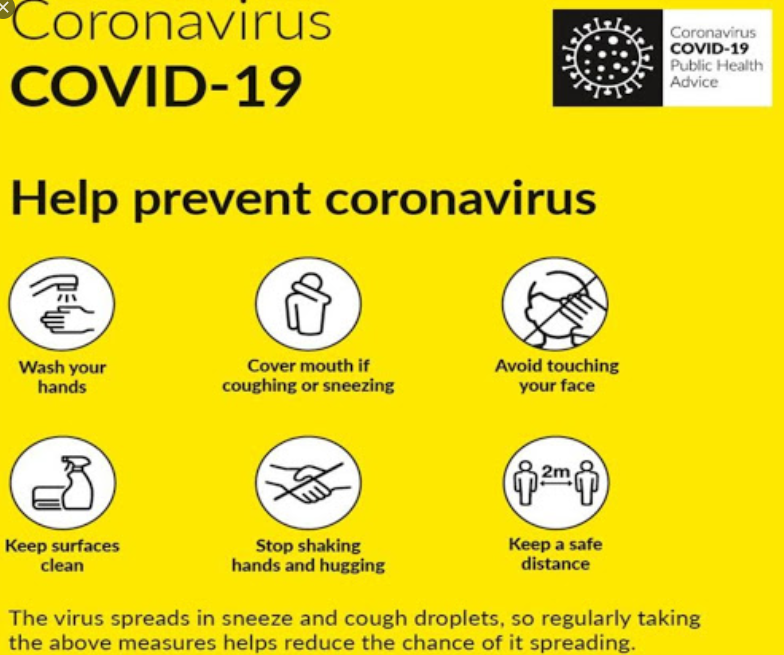 Coronavirus
COVID-19
Coronavirus
COVID-19
Public Health
Advice
Help prevent coronavirus
Wash your
hands
Cover mouth if
coughing or sneezing
Avoid touching
your face
Keep surfaces
clean
Stop shaking
hands and hugging
2m
Keep a safe
distance
The virus spreads in sneeze and cough droplets, so regularly taking
the above measures helps reduce the chance of it spreading.